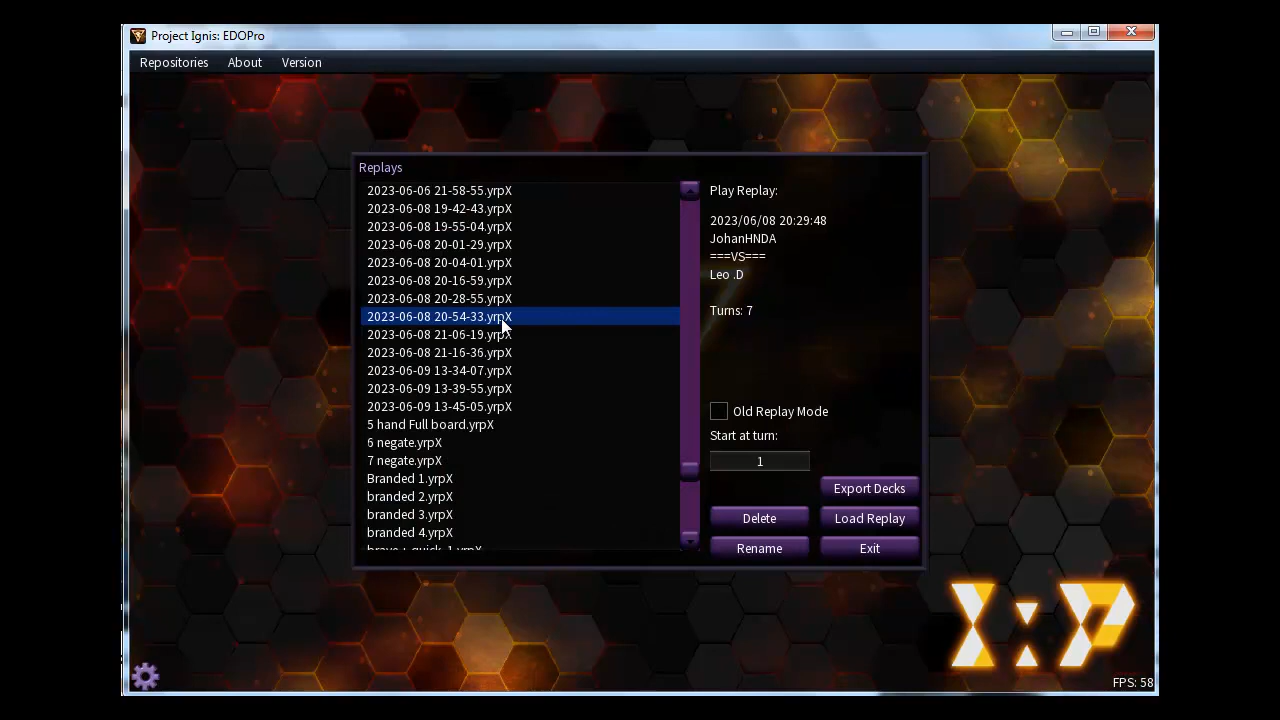 Project Ignis: EDOPro
Repositories About Version
Replays
2023-06-06 21-58-55.yrpX
2023-06-08 19-42-43.yrpX
2023-06-08 19-55-04.yrpX
2023-06-08 20-01-29.yrpX
2023-06-08 20-04-01.yrpX
2023-06-08 20-16-59.yrpX
2023-06-08 20-28-55.yrpX
2023-06-08 20-54-33.yrpX
2023-06-08 21-06-19.yrpX
2023-06-08 21-16-36.yrpX
2023-06-09 13-34-07.yrpX
2023-06-09 13-39-55.yrpX
2023-06-09 13-45-05.yrpX
5 hand Full board.yrpX
6 negate.yrpX
7 negate.yrpX
Branded 1.yrpX
branded 2.yrpX
branded 3.yrpX
branded 4.yrpX
Play Replay:
2023/06/08 20:29:48
JohanHNDA
===VS===
Leo .D
Turns: 7
Old Replay Mode
Start at turn:
1
Export Decks
Delete Load Replay
Rename Exit
X:P
FPS: 58